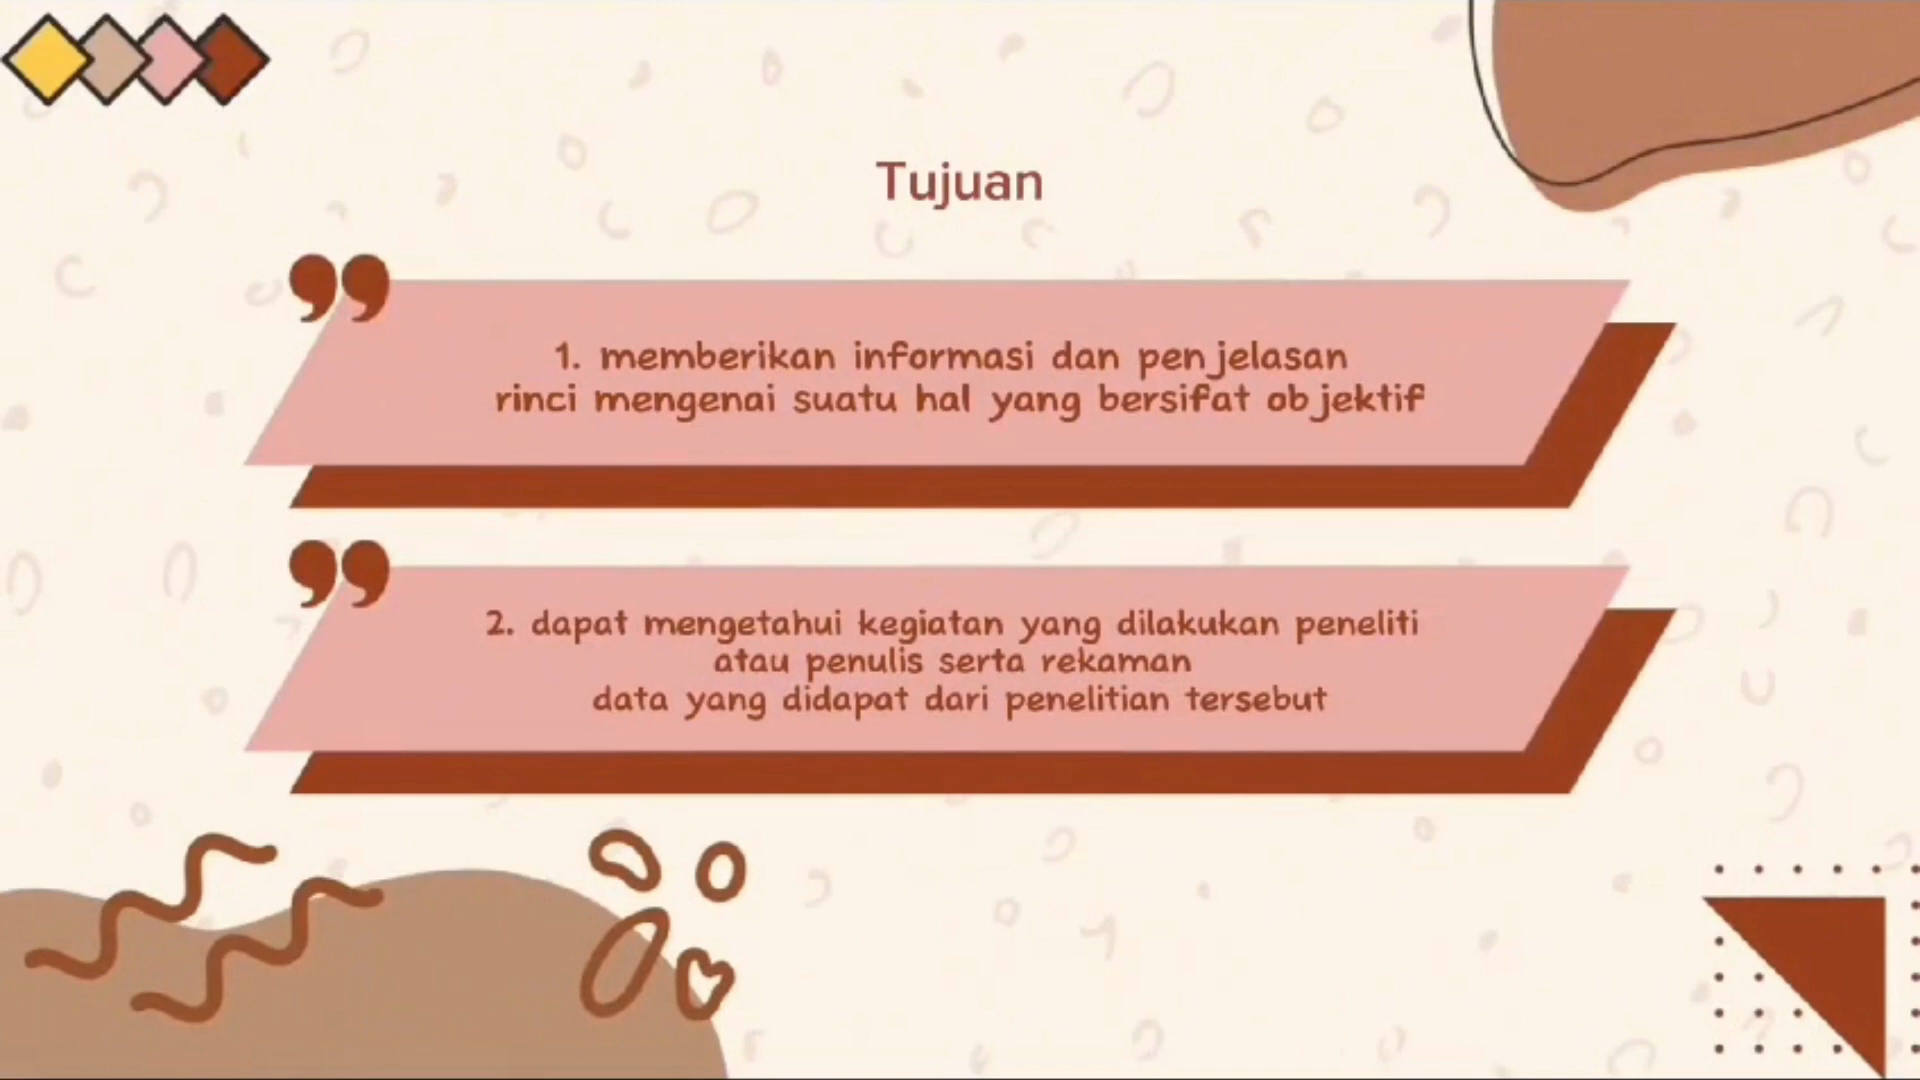 Tujuan
1. memberikan informasi dan penjelasan
rinci mengenai suatu hal yang bersifat objektif
2. dapat mengetahui kegiatan yang dilakukan peneliti
atau penulis serta rekaman
data yang didapat dari penelitian tersebut